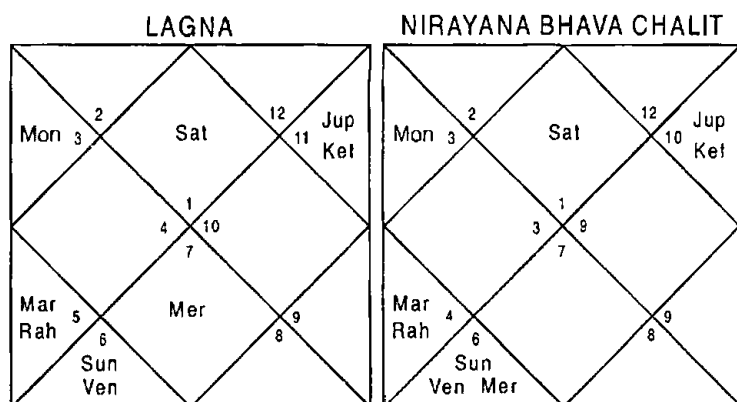 LAGNA
2
12
Mon
3
Sat
11
Jup
Ket
1
4
10
7
Mar
Rah
5
Mer
9
6
8
Sun
Ven
NIRAYANA BHAVA CHALIT
2
12
Mon
3
Sat
10
Jup
Ket
1
3
9
7
Mar
Rah
4
9
6
8
Sun
Ven Mer